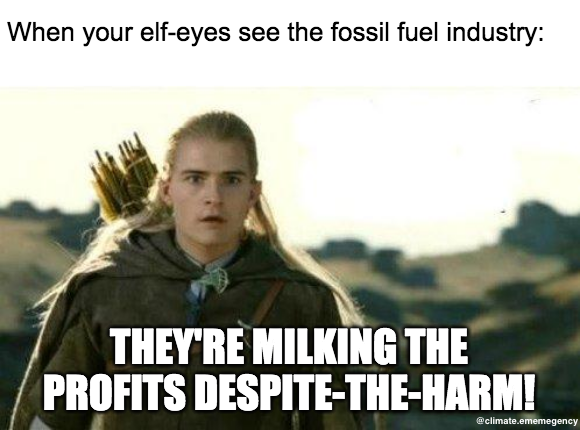 When your elf-eyes see the fossil fuel industry:
THEY'RE MILKING THE
PROFITS DESPITE-THE-HARM!
@climate.ememegency